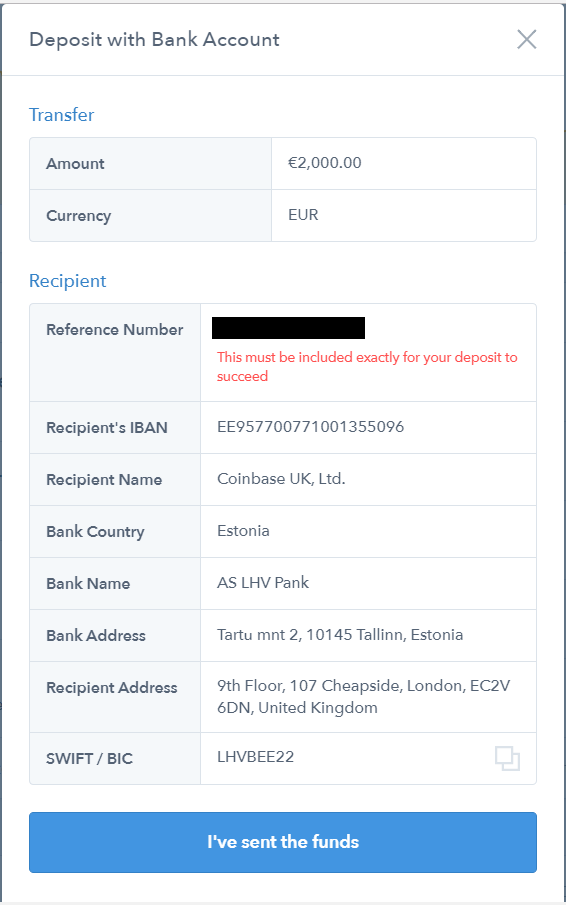 Deposit with Bank Account
Transfer
Amount €2,000.00
Currency EUR
Recipient
Reference Number
This must be included exactly for your deposit to
succeed
Recipient's IBAN EE957700771001355096
Recipient Name Coinbase UK, Ltd.
Bank Country Estonia
Bank Name AS LHV Pank
Bank Address Tartu mnt 2, 10145 Tallinn, Estonia
Recipient Address 9th Floor, 107 Cheapside, London, EC2V
6DN, United Kingdom
SWIFT / BIC LHVBEE22
I've sent the funds